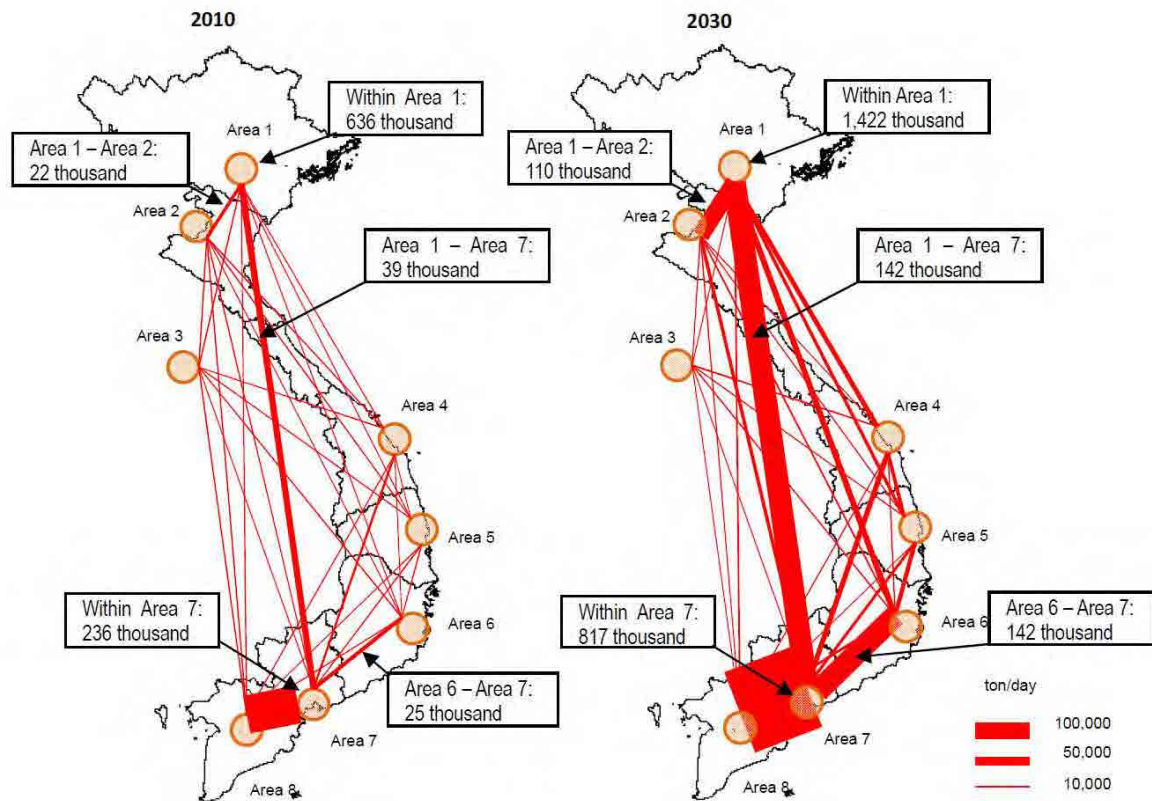 2010
Within Area 1:
636 thousand
Area 1
Area 1 – Area 2:
22 thousand
Area 2
Area 1 – Area 7:
39 thousand
Area 3
Area 4
Area 5
Within Area 7:
236 thousand
Area 6
Area 6 – Area 7:
25 thousand
Area 7
Area 8
2030
Within Area 1:
1,422 thousand
Area 1
Area 1 – Area 2:
110 thousand
Area 2
Area 1 – Area 7:
142 thousand
Area 3
Area 4
Area 5
Within Area 7:
817 thousand
Area 6
Area 6 – Area 7:
142 thousand
Area 7
Area 8
ton/day
100,000
50,000
10,000